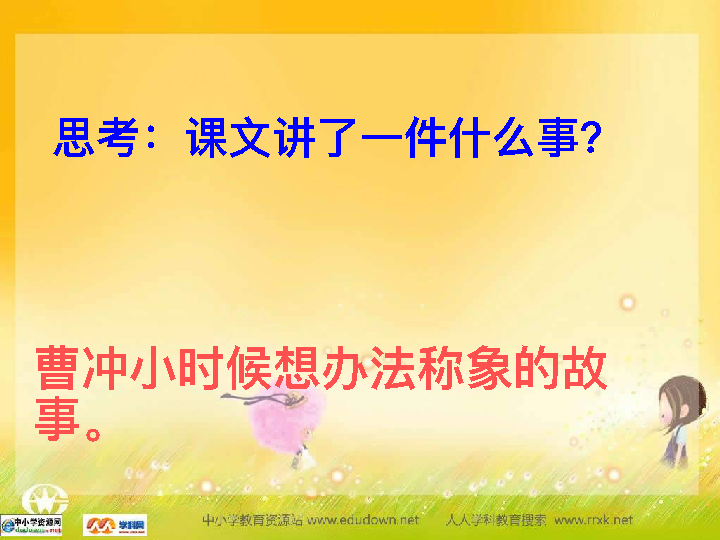 思考：课文讲了一件什么事?
曹冲小时候想办法称象的故
事。
中小学资源网
学科网
中小学教育资源站 www.edudown.net 人人学科教育搜索 www.rrxk.net